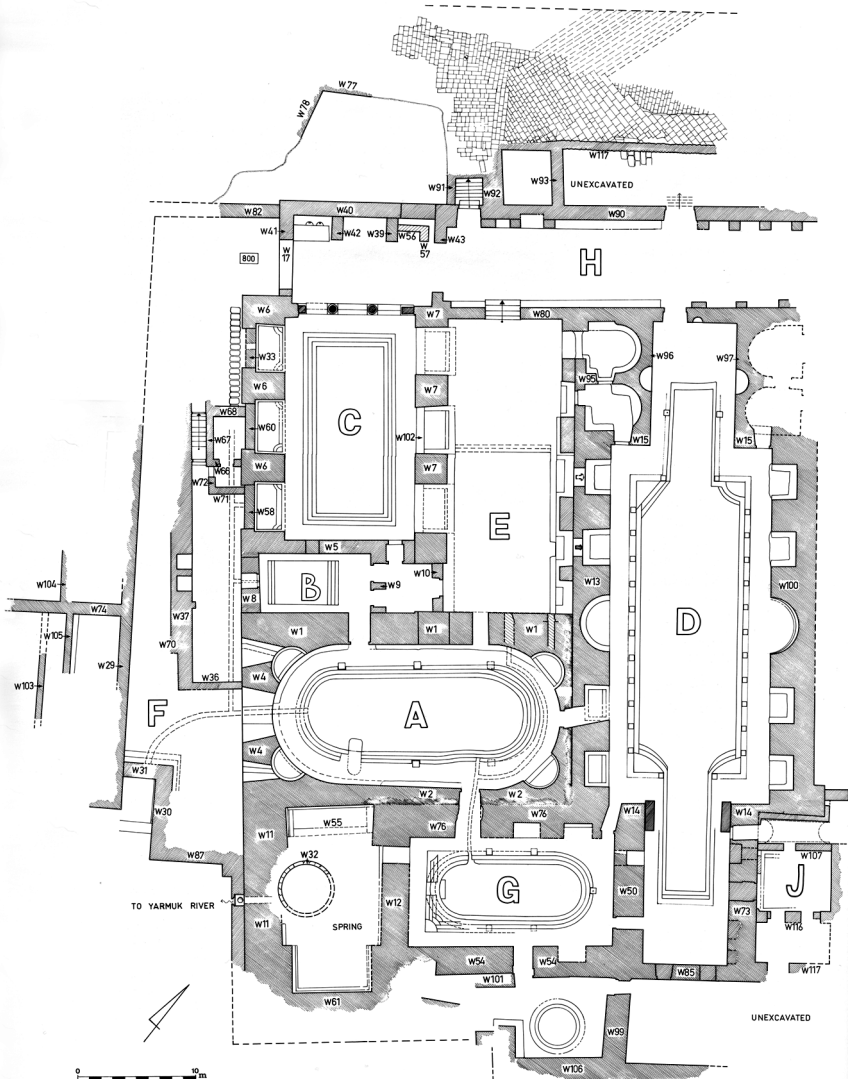 W77
W78
W117
W91
W92
W93
UNEXCAVATED
W82
W40
W90
W41
W42
W39
W56
W43
W57
W17
800
H
W6
W7
W80
W33
W96
W97
W6
W7
W95
C
W68
W60
W102
W67
W15
W15
W6
W7
W66
W72
W71
W58
E
W5
W10
W9
W13
W100
W104
B
W8
W74
W37
D
W1
W1
W1
W105
W70
W29
W4
W36
W103
F
A
W4
W31
W2
W2
W30
W55
W76
W76
W14
W14
W11
W87
W32
W107
G
J
TO YARMUK RIVER
W12
W50
W73
SPRING
W11
W116
W54
W54
W117
W101
W85
W61
UNEXCAVATED
W99
W106
0
10
m